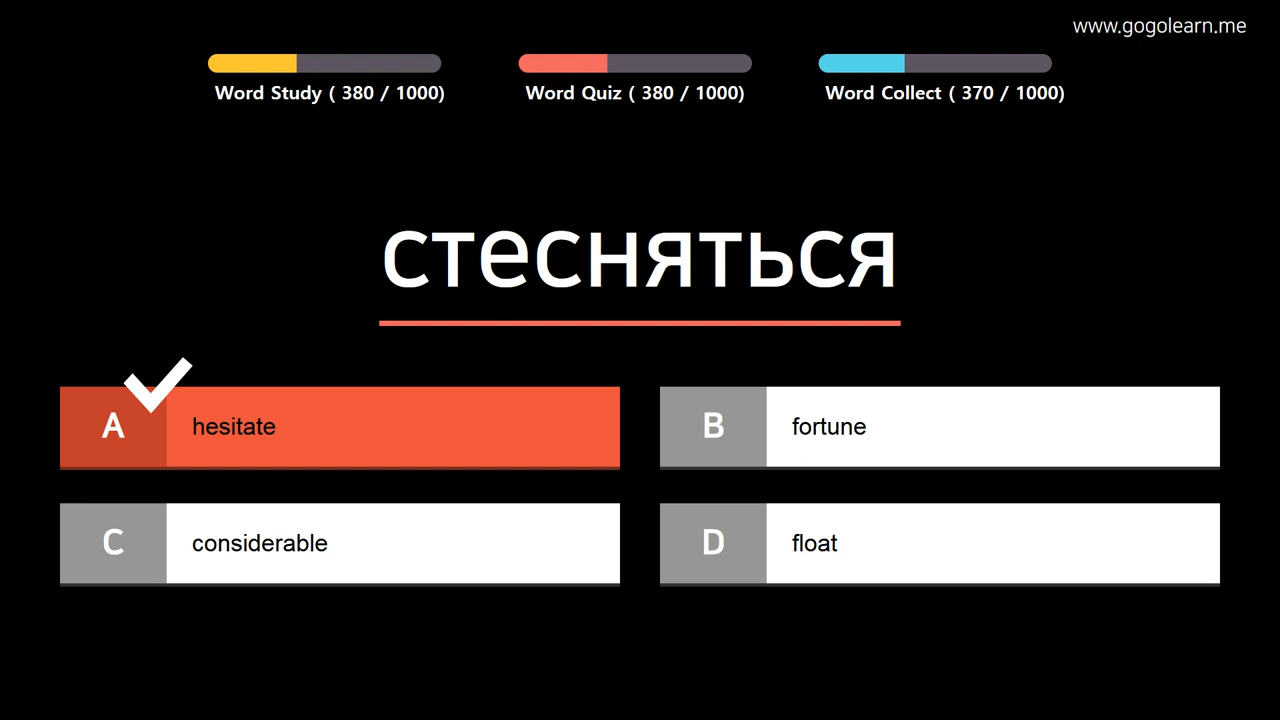 www.gogolearn.me
Word Study ( 380 / 1000)
Word Quiz ( 380 / 1000)
Word Collect ( 370 / 1000)
стесняться
A hesitate
B fortune
C considerable
D float